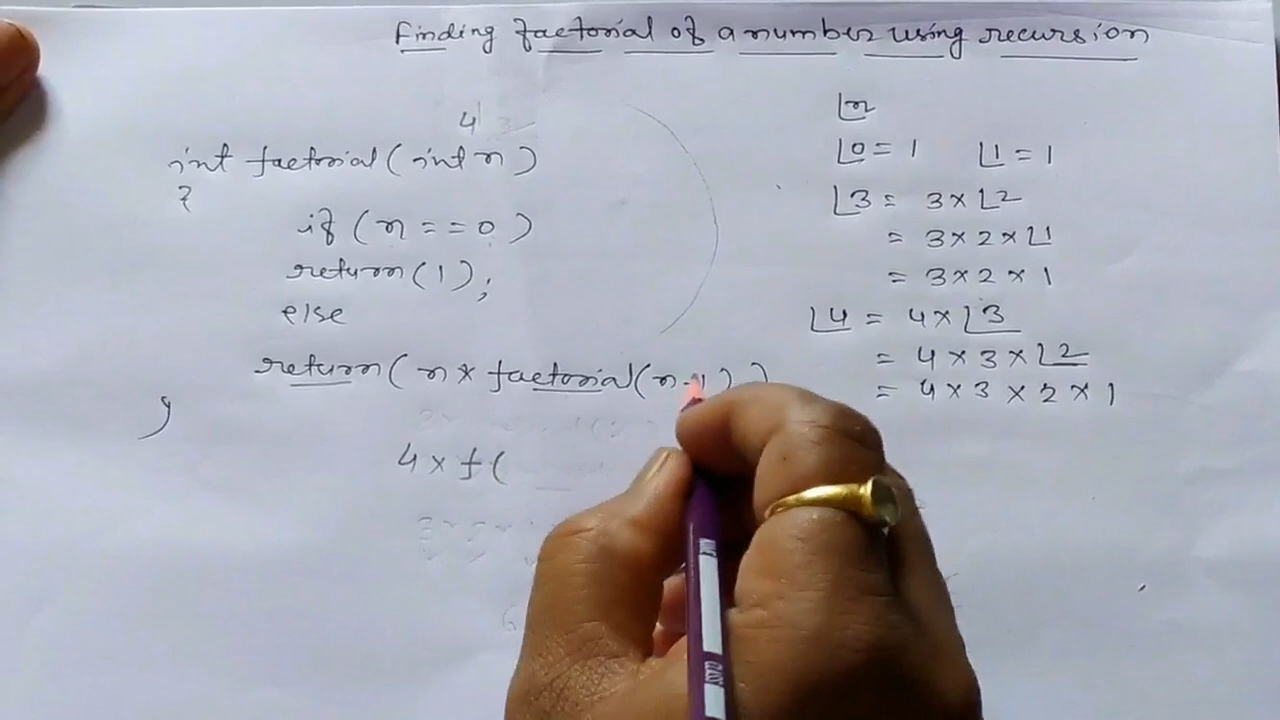 Finding factorial of a number using recursion
4
int factorial (int n)
{
if (n == 0)
return (1);
else
return (n × factorial (n-1))
}
4 × f (
⌊n
⌊0 = 1 ⌊1 = 1
⌊3 = 3 × ⌊2
= 3 × 2 × ⌊1
= 3 × 2 × 1
⌊4 = 4 × ⌊3
= 4 × 3 × ⌊2
= 4 × 3 × 2 × 1